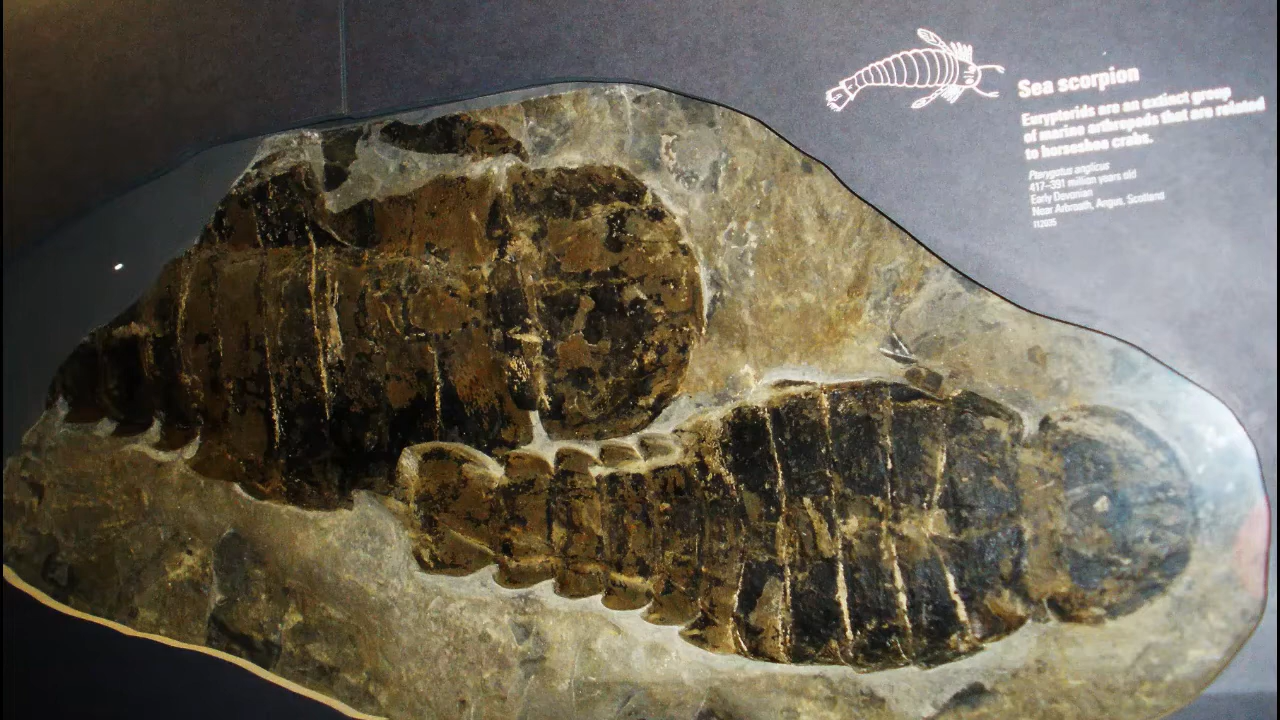 Sea scorpion
Eurypterids are an extinct group
of marine arthropods that are related
to horseshoe crabs.
Pterygotus anglicus
417–391 million years old
Early Devonian
Near Arbroath, Angus, Scotland